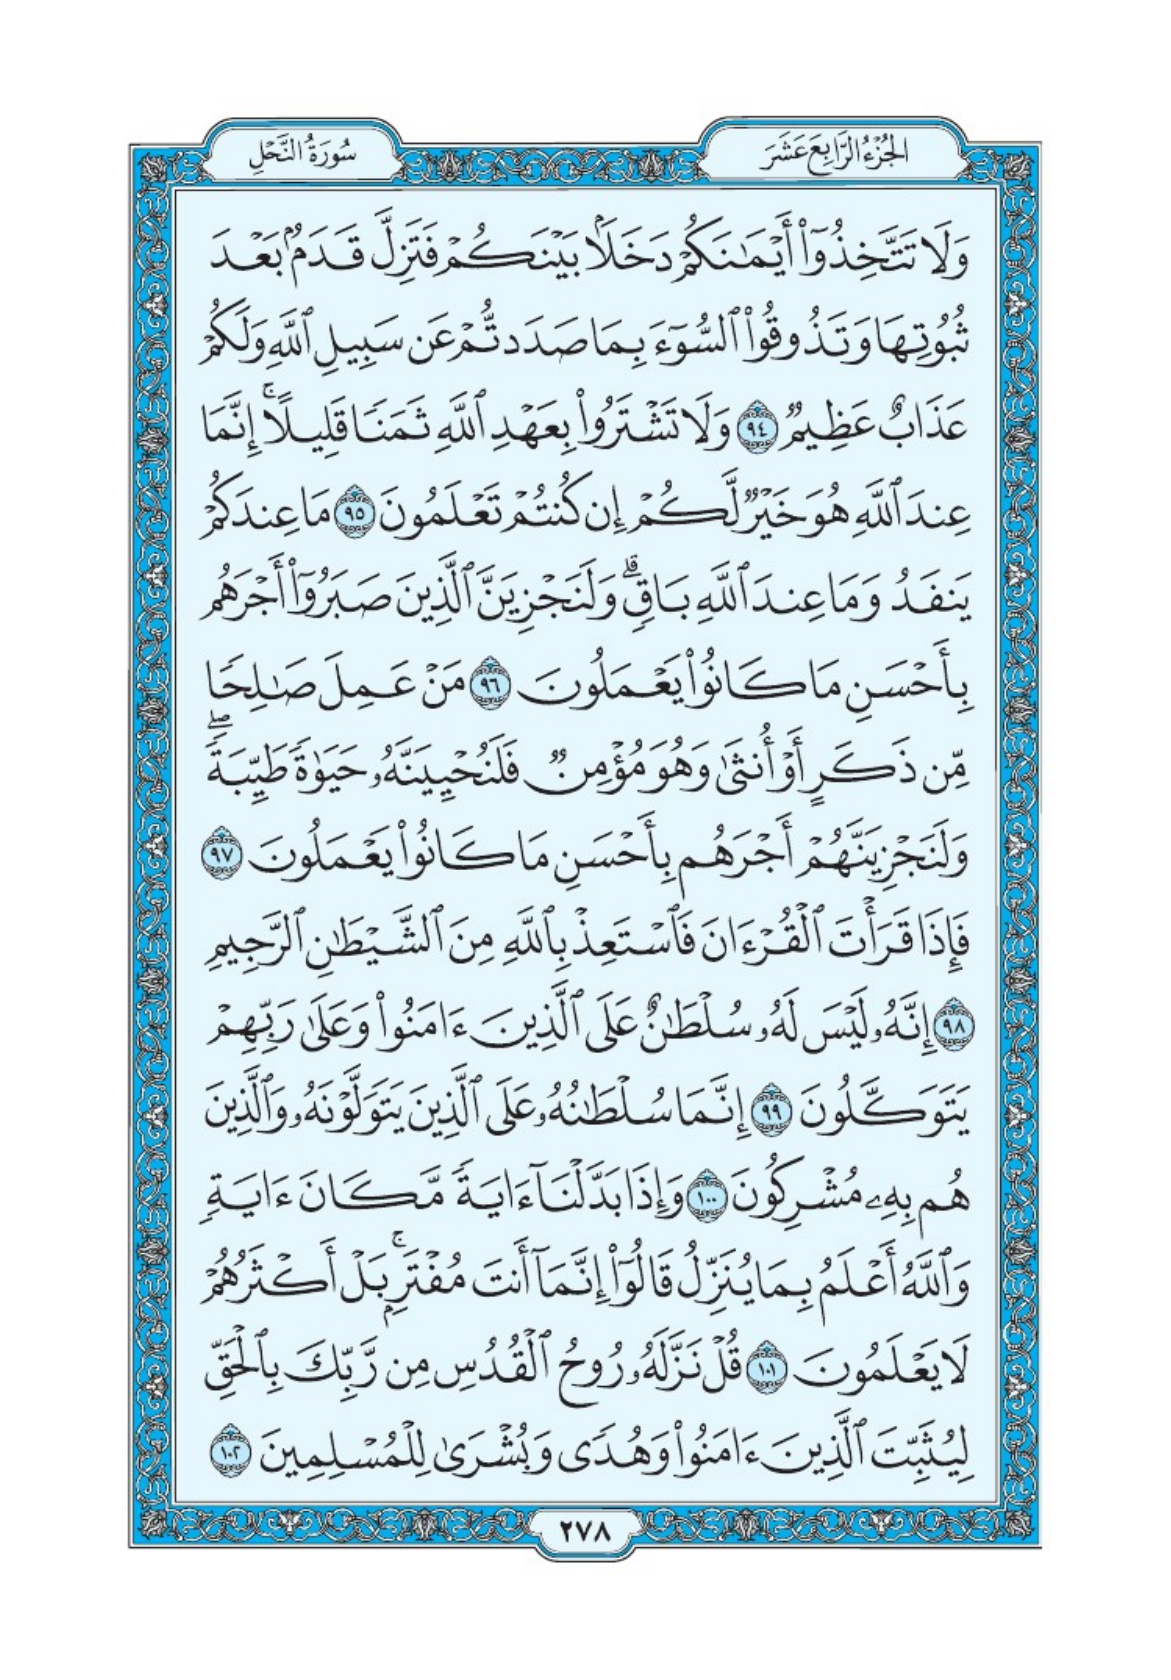 الجُزْءُ الرَّابِعَ عَشَرَ
سُورَةُ النَّحْلِ
وَلَا تَتَّخِذُوٓا۟ أَيْمَٰنَكُمْ دَخَلًۢا بَيْنَكُمْ فَتَزِلَّ قَدَمٌۢ بَعْدَ
ثُبُوتِهَا وَتَذُوقُوا۟ ٱلسُّوٓءَ بِمَا صَدَدتُّمْ عَن سَبِيلِ ٱللَّهِ وَلَكُمْ
عَذَابٌ عَظِيمٌ ٩٤ وَلَا تَشْتَرُوا۟ بِعَهْدِ ٱللَّهِ ثَمَنًا قَلِيلًا ۚ إِنَّمَا
عِندَ ٱللَّهِ هُوَ خَيْرٌ لَّكُمْ إِن كُنتُمْ تَعْلَمُونَ ٩٥ مَا عِندَكُمْ
يَنفَدُ وَمَا عِندَ ٱللَّهِ بَاقٍ ۗ وَلَنَجْزِيَنَّ ٱلَّذِينَ صَبَرُوٓا۟ أَجْرَهُم
بِأَحْسَنِ مَا كَانُوا۟ يَعْمَلُونَ ٩٦ مَنْ عَمِلَ صَٰلِحًا
مِّن ذَكَرٍ أَوْ أُنثَىٰ وَهُوَ مُؤْمِنٌ فَلَنُحْيِيَنَّهُۥ حَيَوٰةً طَيِّبَةً ۖ
وَلَنَجْزِيَنَّهُمْ أَجْرَهُم بِأَحْسَنِ مَا كَانُوا۟ يَعْمَلُونَ ٩٧
فَإِذَا قَرَأْتَ ٱلْقُرْءَانَ فَٱسْتَعِذْ بِٱللَّهِ مِنَ ٱلشَّيْطَٰنِ ٱلرَّجِيمِ
٩٨ إِنَّهُۥ لَيْسَ لَهُۥ سُلْطَٰنٌ عَلَى ٱلَّذِينَ ءَامَنُوا۟ وَعَلَىٰ رَبِّهِمْ
يَتَوَكَّلُونَ ٩٩ إِنَّمَا سُلْطَٰنُهُۥ عَلَى ٱلَّذِينَ يَتَوَلَّوْنَهُۥ وَٱلَّذِينَ
هُم بِهِۦ مُشْرِكُونَ ١٠٠ وَإِذَا بَدَّلْنَآ ءَايَةً مَّكَانَ ءَايَةٍ
وَٱللَّهُ أَعْلَمُ بِمَا يُنَزِّلُ قَالُوٓا۟ إِنَّمَآ أَنتَ مُفْتَرٍۭ ۚ بَلْ أَكْثَرُهُمْ
لَا يَعْلَمُونَ ١٠١ قُلْ نَزَّلَهُۥ رُوحُ ٱلْقُدُسِ مِن رَّبِّكَ بِٱلْحَقِّ
لِيُثَبِّتَ ٱلَّذِينَ ءَامَنُوا۟ وَهُدًى وَبُشْرَىٰ لِلْمُسْلِمِينَ ١٠٢
٢٧٨